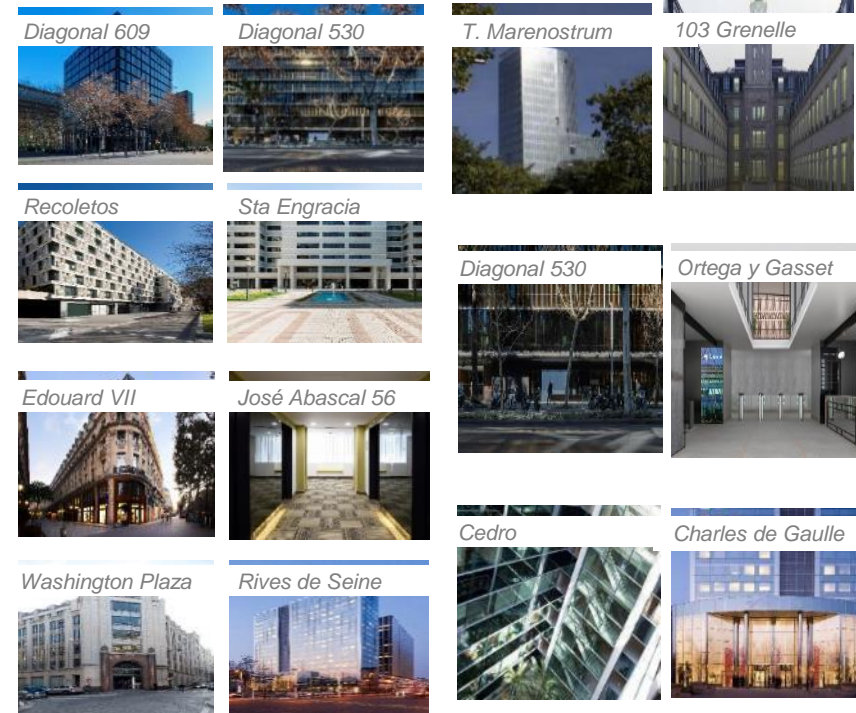 Diagonal 609
Diagonal 530
Recoletos
Sta Engracia
Edouard VII
José Abascal 56
Washington Plaza
Rives de Seine
T. Marenostrum
103 Grenelle
Diagonal 530
Ortega y Gasset
Cedro
Charles de Gaulle